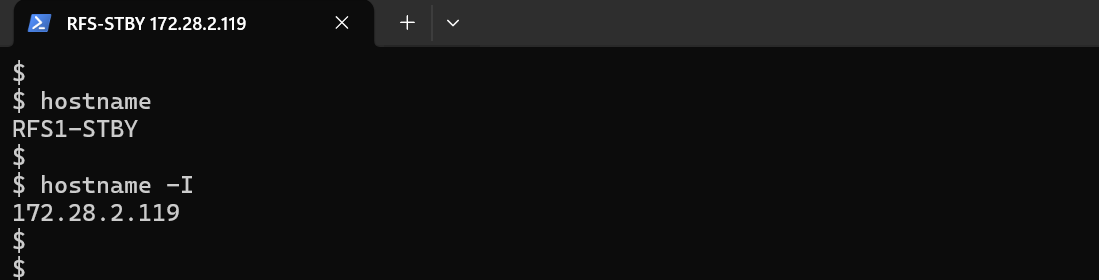 RFS-STBY 172.28.2.119
$
$ hostname
RFS1-STBY
$
$ hostname -I
172.28.2.119
$
$